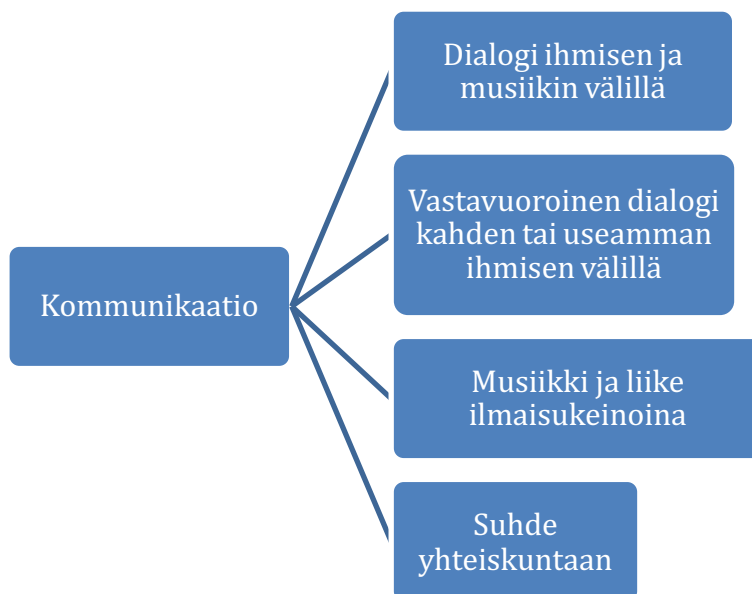 Dialogi ihmisen ja
musiikin välillä
Vastavuoroinen dialogi
kahden tai useamman
ihmisen välillä
Kommunikaatio
Musiikki ja liike
ilmaisukeinoina
Suhde
yhteiskuntaan